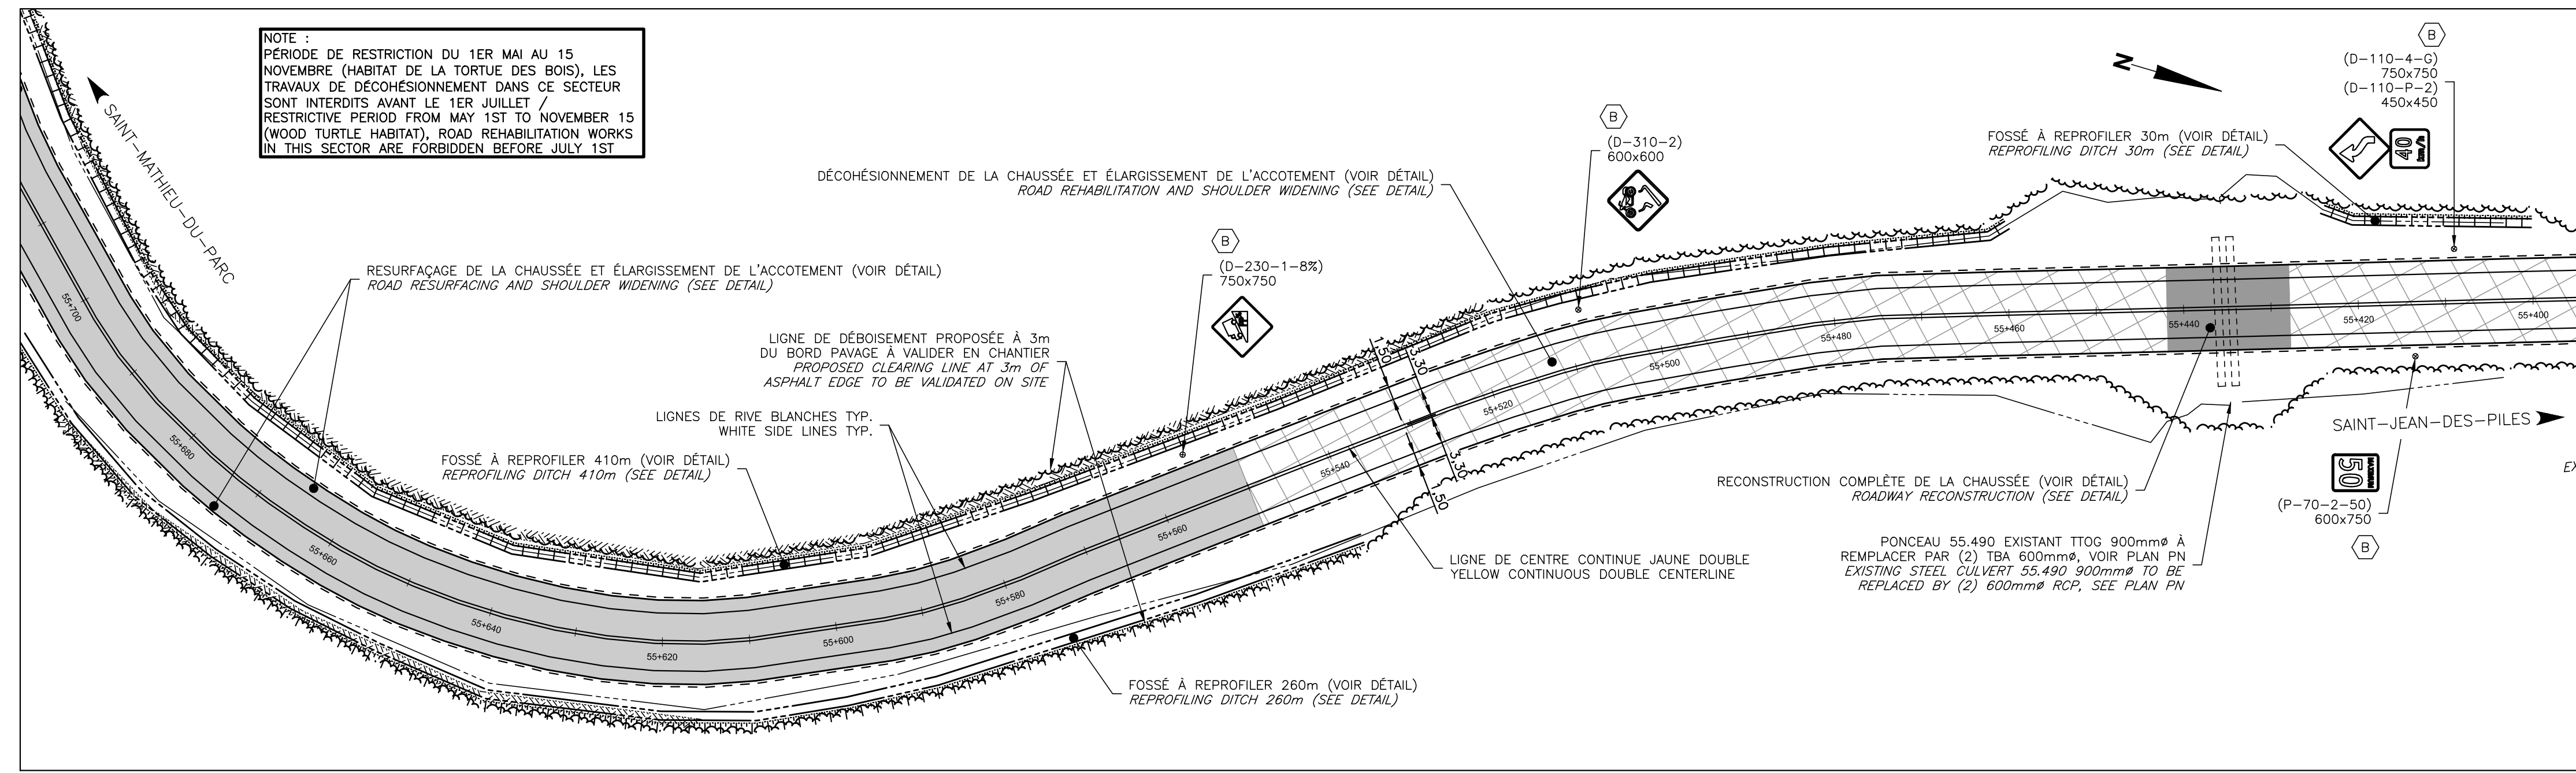 NOTE :
PÉRIODE DE RESTRICTION DU 1ER MAI AU 15
NOVEMBRE (HABITAT DE LA TORTUE DES BOIS), LES
TRAVAUX DE DÉCOHÉSIONNEMENT DANS CE SECTEUR
SONT INTERDITS AVANT LE 1ER JUILLET /
RESTRICTIVE PERIOD FROM MAY 1ST TO NOVEMBER 15
(WOOD TURTLE HABITAT), ROAD REHABILITATION WORKS
IN THIS SECTOR ARE FORBIDDEN BEFORE JULY 1ST
SAINT-MATHIEU-DU-PARC
RESURFAÇAGE DE LA CHAUSSÉE ET ÉLARGISSEMENT DE L'ACCOTEMENT (VOIR DÉTAIL)
ROAD RESURFACING AND SHOULDER WIDENING (SEE DETAIL)
DÉCOHÉSIONNEMENT DE LA CHAUSSÉE ET ÉLARGISSEMENT DE L'ACCOTEMENT (VOIR DÉTAIL)
ROAD REHABILITATION AND SHOULDER WIDENING (SEE DETAIL)
LIGNE DE DÉBOISEMENT PROPOSÉE À 3m
DU BORD PAVAGE À VALIDER EN CHANTIER
PROPOSED CLEARING LINE AT 3m OF
ASPHALT EDGE TO BE VALIDATED ON SITE
LIGNES DE RIVE BLANCHES TYP.
WHITE SIDE LINES TYP.
FOSSÉ À REPROFILER 410m (VOIR DÉTAIL)
REPROFILING DITCH 410m (SEE DETAIL)
B
(D-230-1-8%)
750x750
B
(D-310-2)
600x600
N
B
(D-110-4-G)
750x750
(D-110-P-2)
450x450
40
km/h
FOSSÉ À REPROFILER 30m (VOIR DÉTAIL)
REPROFILING DITCH 30m (SEE DETAIL)
55+700
55+680
55+660
55+640
55+620
55+600
55+580
55+560
55+540
55+520
55+500
55+480
55+460
55+440
55+420
55+400
1.50
3.30
3.30
1.50
SAINT-JEAN-DES-PILES
MAXIMUM
50
(P-70-2-50)
600x750
B
RECONSTRUCTION COMPLÈTE DE LA CHAUSSÉE (VOIR DÉTAIL)
ROADWAY RECONSTRUCTION (SEE DETAIL)
PONCEAU 55.490 EXISTANT TTOG 900mmø À
REMPLACER PAR (2) TBA 600mmø, VOIR PLAN PN
EXISTING STEEL CULVERT 55.490 900mmø TO BE
REPLACED BY (2) 600mmø RCP, SEE PLAN PN
LIGNE DE CENTRE CONTINUE JAUNE DOUBLE
YELLOW CONTINUOUS DOUBLE CENTERLINE
FOSSÉ À REPROFILER 260m (VOIR DÉTAIL)
REPROFILING DITCH 260m (SEE DETAIL)